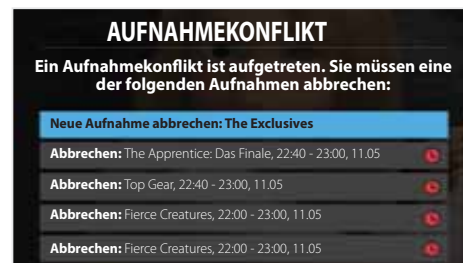 AUFNAHMEKONFLIKT
Ein Aufnahmekonflikt ist aufgetreten. Sie müssen eine
der folgenden Aufnahmen abbrechen:
Neue Aufnahme abbrechen: The Exclusives
Abbrechen: The Apprentice: Das Finale, 22:40 - 23:00, 11.05
Abbrechen: Top Gear, 22:40 - 23:00, 11.05
Abbrechen: Fierce Creatures, 22:00 - 23:00, 11.05
Abbrechen: Fierce Creatures, 22:00 - 23:00, 11.05